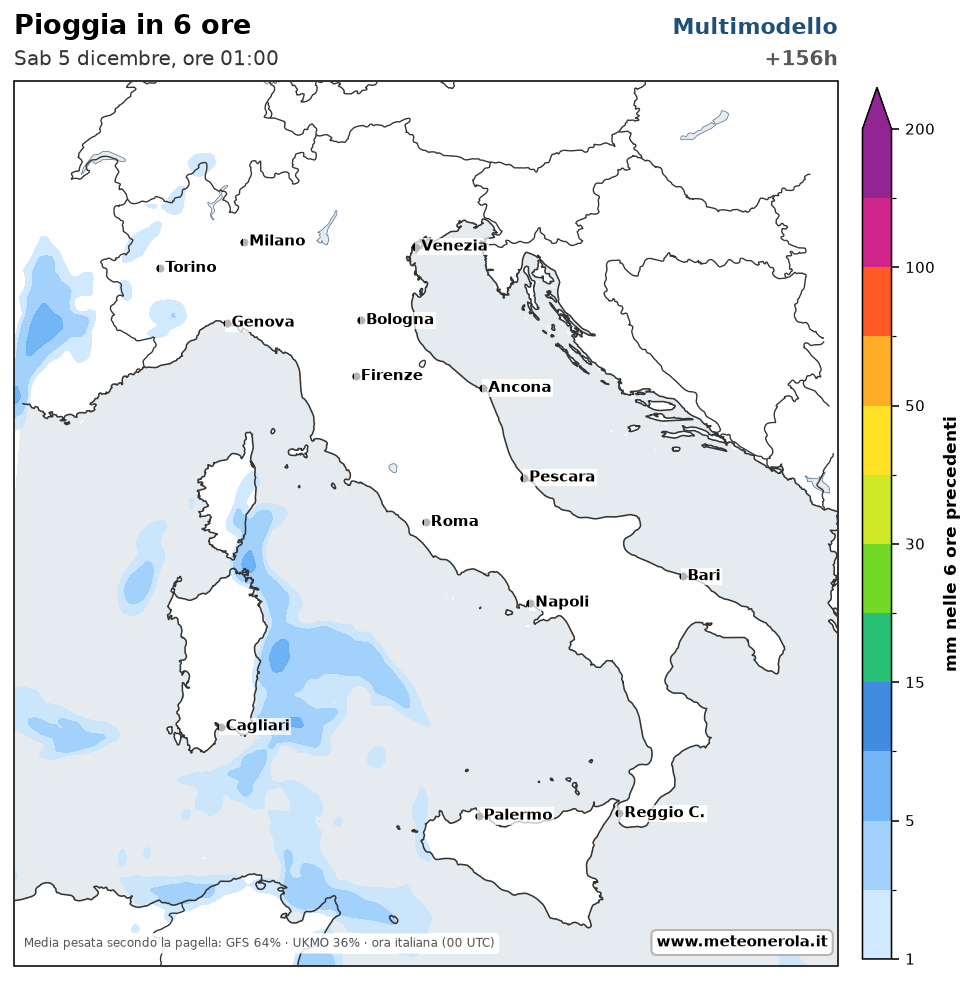 Pioggia in 6 ore
Multimodello
Sab 5 dicembre, ore 01:00
+156h
200
100
50
30
15
5
1
mm nelle 6 ore precedenti
Milano
Venezia
Torino
Genova
Bologna
Firenze
Ancona
Pescara
Roma
Bari
Napoli
Cagliari
Palermo
Reggio C.
Media pesata secondo la pagella: GFS 64% · UKMO 36% · ora italiana (00 UTC)
www.meteonerola.it